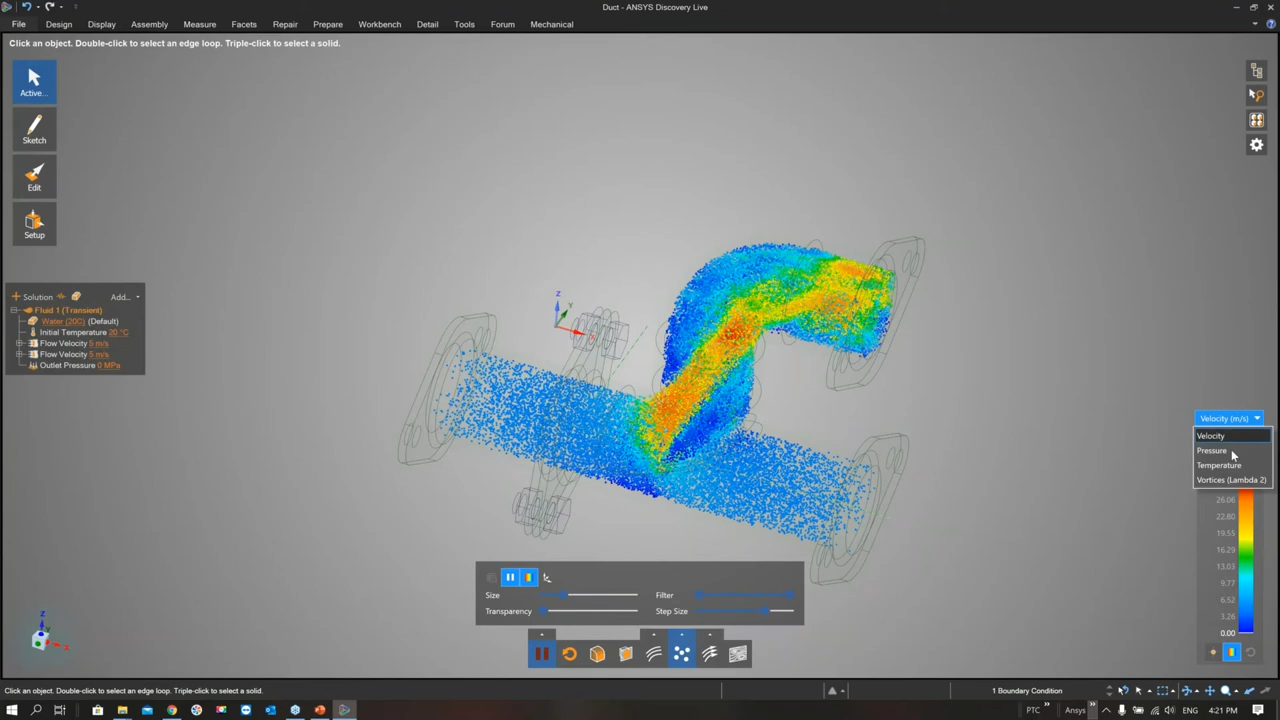 Duct - ANSYS Discovery Live
File Design Display Assembly Measure Facets Repair Prepare Workbench Detail Tools Forum Mechanical
Click an object. Double-click to select an edge loop. Triple-click to select a solid.
Active...
Sketch
Edit
Setup
Solution Add...
Fluid 1 (Transient)
Water (20C) (Default)
Initial Temperature 20 °C
Flow Velocity 5 m/s
Flow Velocity 5 m/s
Outlet Pressure 0 MPa
Z
Y
X
Velocity (m/s)
Velocity
Pressure
Temperature
Vortices (Lambda 2)
26.06
22.80
19.55
16.29
13.03
9.77
6.52
3.26
0.00
Size Filter
Transparency Step Size
Z
Y
X
Click an object. Double-click to select an edge loop. Triple-click to select a solid.
1 Boundary Condition
PTC Ansys ENG 4:21 PM